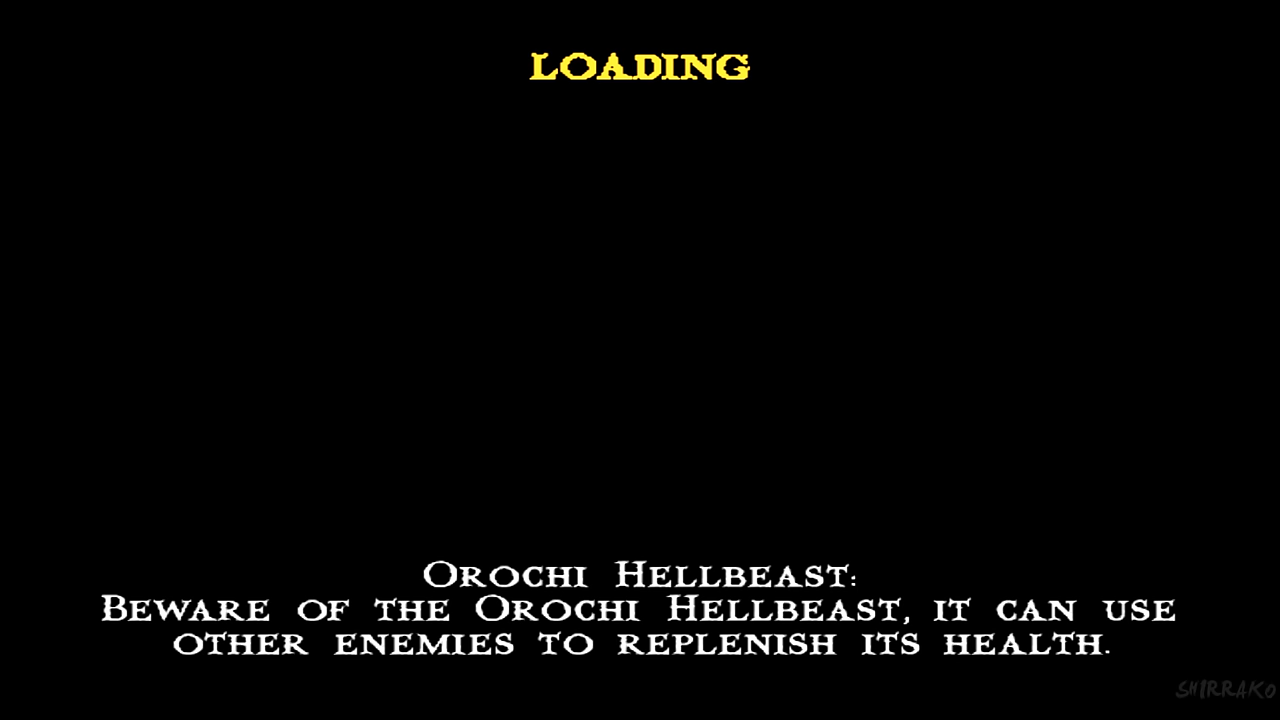 LOADING
OROCHI HELLBEAST:
BEWARE OF THE OROCHI HELLBEAST, IT CAN USE
OTHER ENEMIES TO REPLENISH ITS HEALTH.
SHIRRAKO